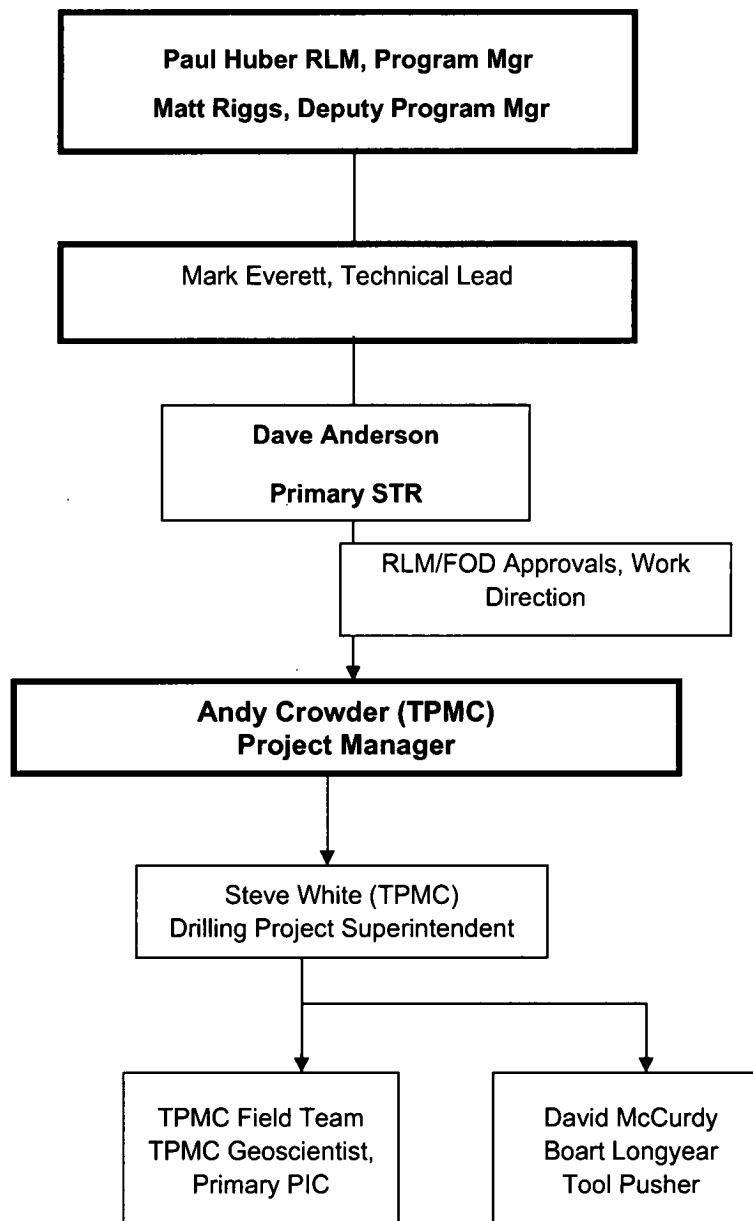 Paul Huber RLM, Program Mgr
Matt Riggs, Deputy Program Mgr
Mark Everett, Technical Lead
Dave Anderson
Primary STR
RLM/FOD Approvals, Work
Direction
Andy Crowder (TPMC)
Project Manager
Steve White (TPMC)
Drilling Project Superintendent
TPMC Field Team
TPMC Geoscientist,
Primary PIC
David McCurdy
Boart Longyear
Tool Pusher